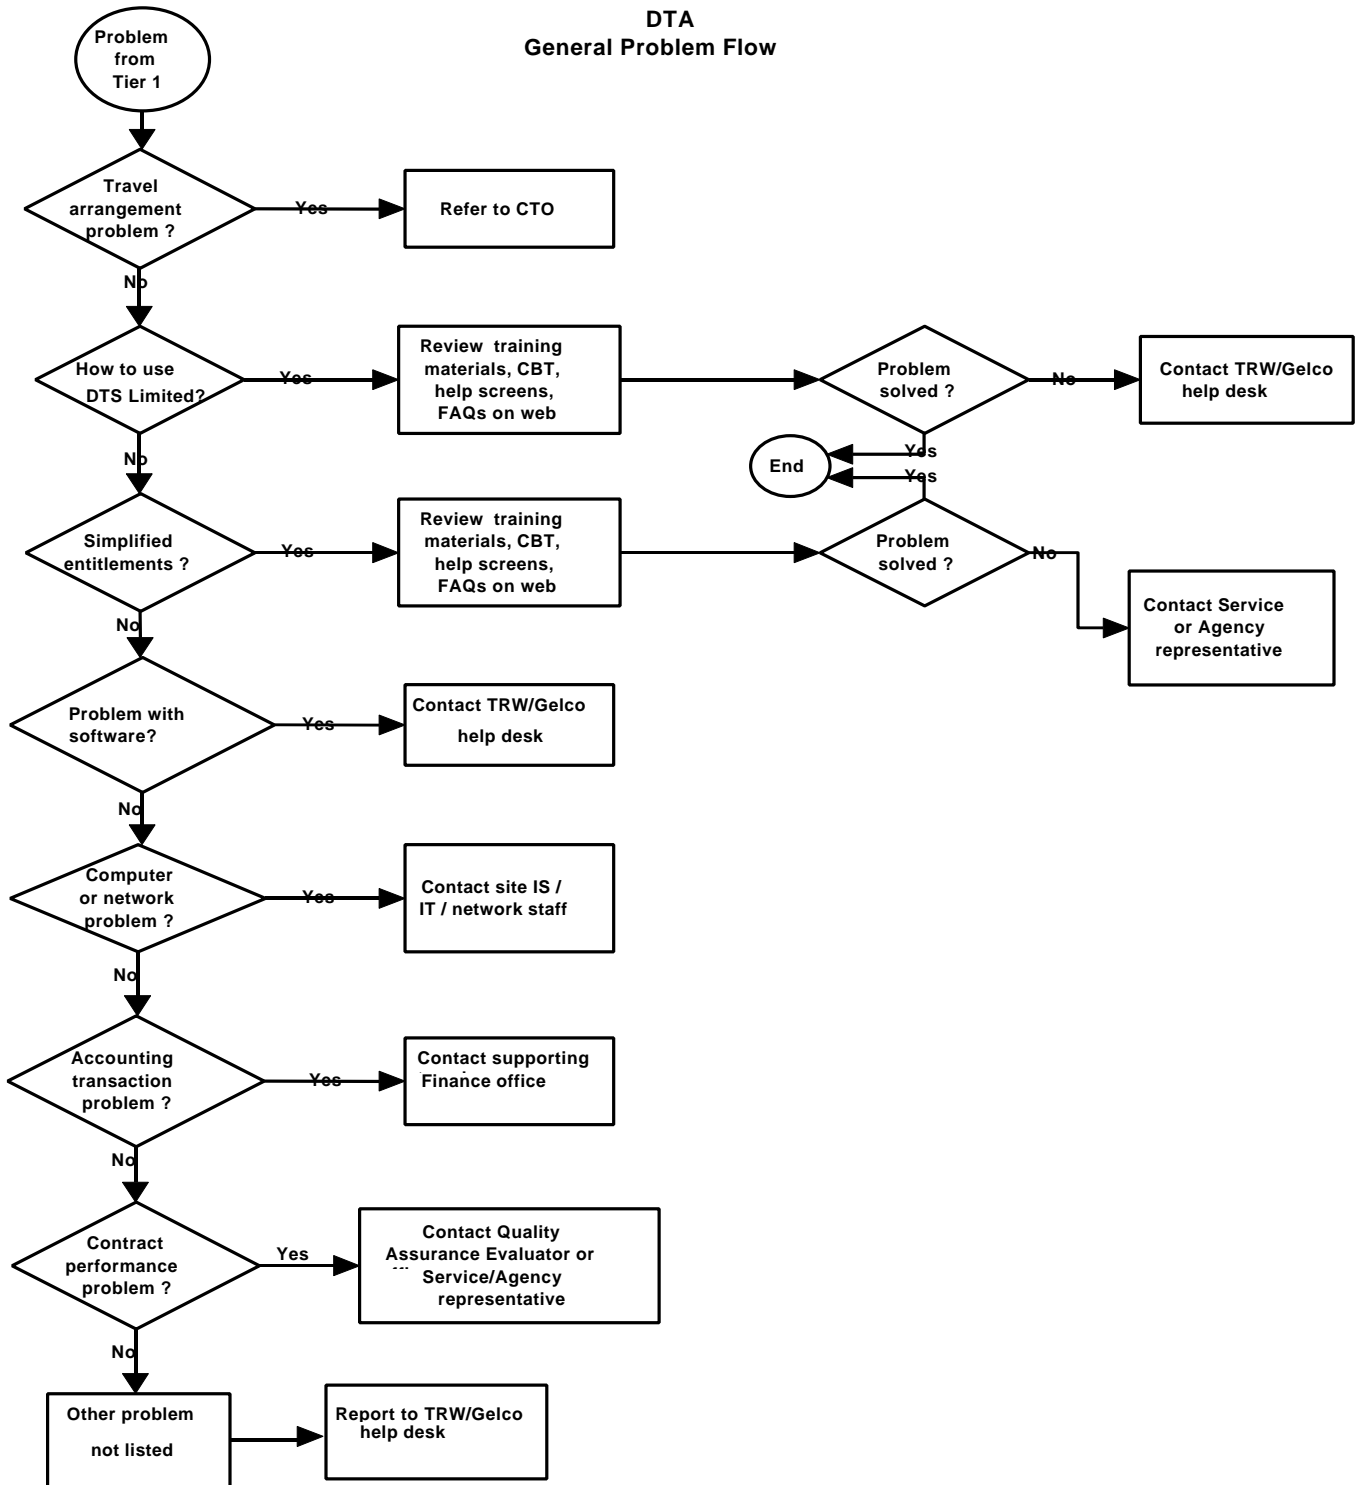 DTA
General Problem Flow
Problem
from
Tier 1
Travel
arrangement
problem ?
Yes
Refer to CTO
No
How to use
DTS Limited?
Yes
Review training
materials, CBT,
help screens,
FAQs on web
Problem
solved ?
No
Contact TRW/Gelco
help desk
Yes
End
Yes
No
Simplified
entitlements ?
Yes
Review training
materials, CBT,
help screens,
FAQs on web
Problem
solved ?
No
Contact Service
or Agency
representative
No
Problem with
software?
Yes
Contact TRW/Gelco
help desk
No
Computer
or network
problem ?
Yes
Contact site IS /
IT / network staff
No
Accounting
transaction
problem ?
Yes
Contact supporting
Finance office
No
Contract
performance
problem ?
Yes
Contact Quality
Assurance Evaluator or
Service/Agency
representative
No
Other problem
not listed
Report to TRW/Gelco
help desk